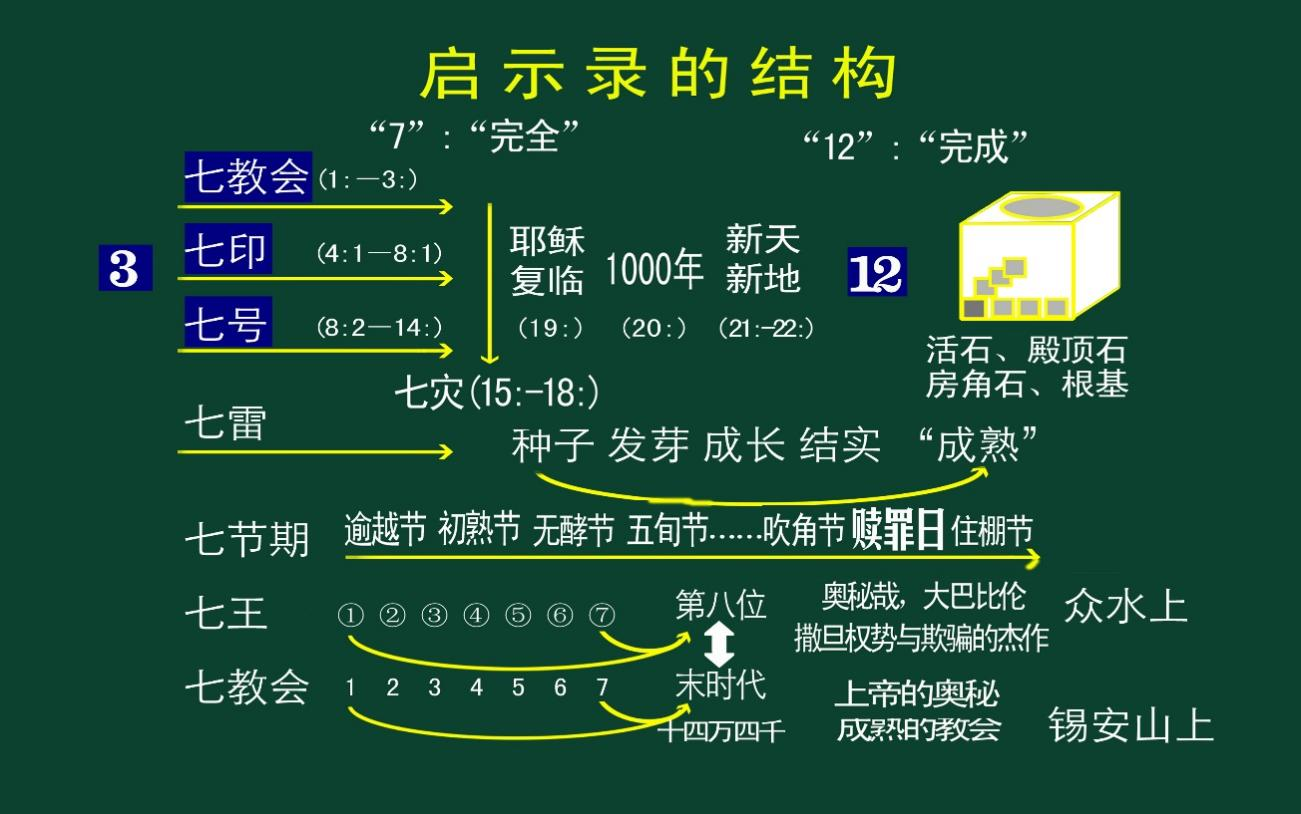 启示录的结构
“7”：“完全”
“12”：“完成”
七教会 (1:—3:)
3
七印 (4:1—8:1)
七号 (8:2—14:)
耶稣
复临
(19:)
1000年
(20:)
新天
新地
(21:-22:)
12
活石、殿顶石
房角石、根基
七灾(15:-18:)
七雷
种子 发芽 成长 结实 “成熟”
七节期 逾越节 初熟节 无酵节 五旬节……吹角节 赎罪日 住棚节
七王 ① ② ③ ④ ⑤ ⑥ ⑦ 第八位
奥秘哉，大巴比伦
撒旦权势与欺骗的杰作
众水上
七教会 1 2 3 4 5 6 7 末时代
十四万四千
上帝的奥秘
成熟的教会
锡安山上